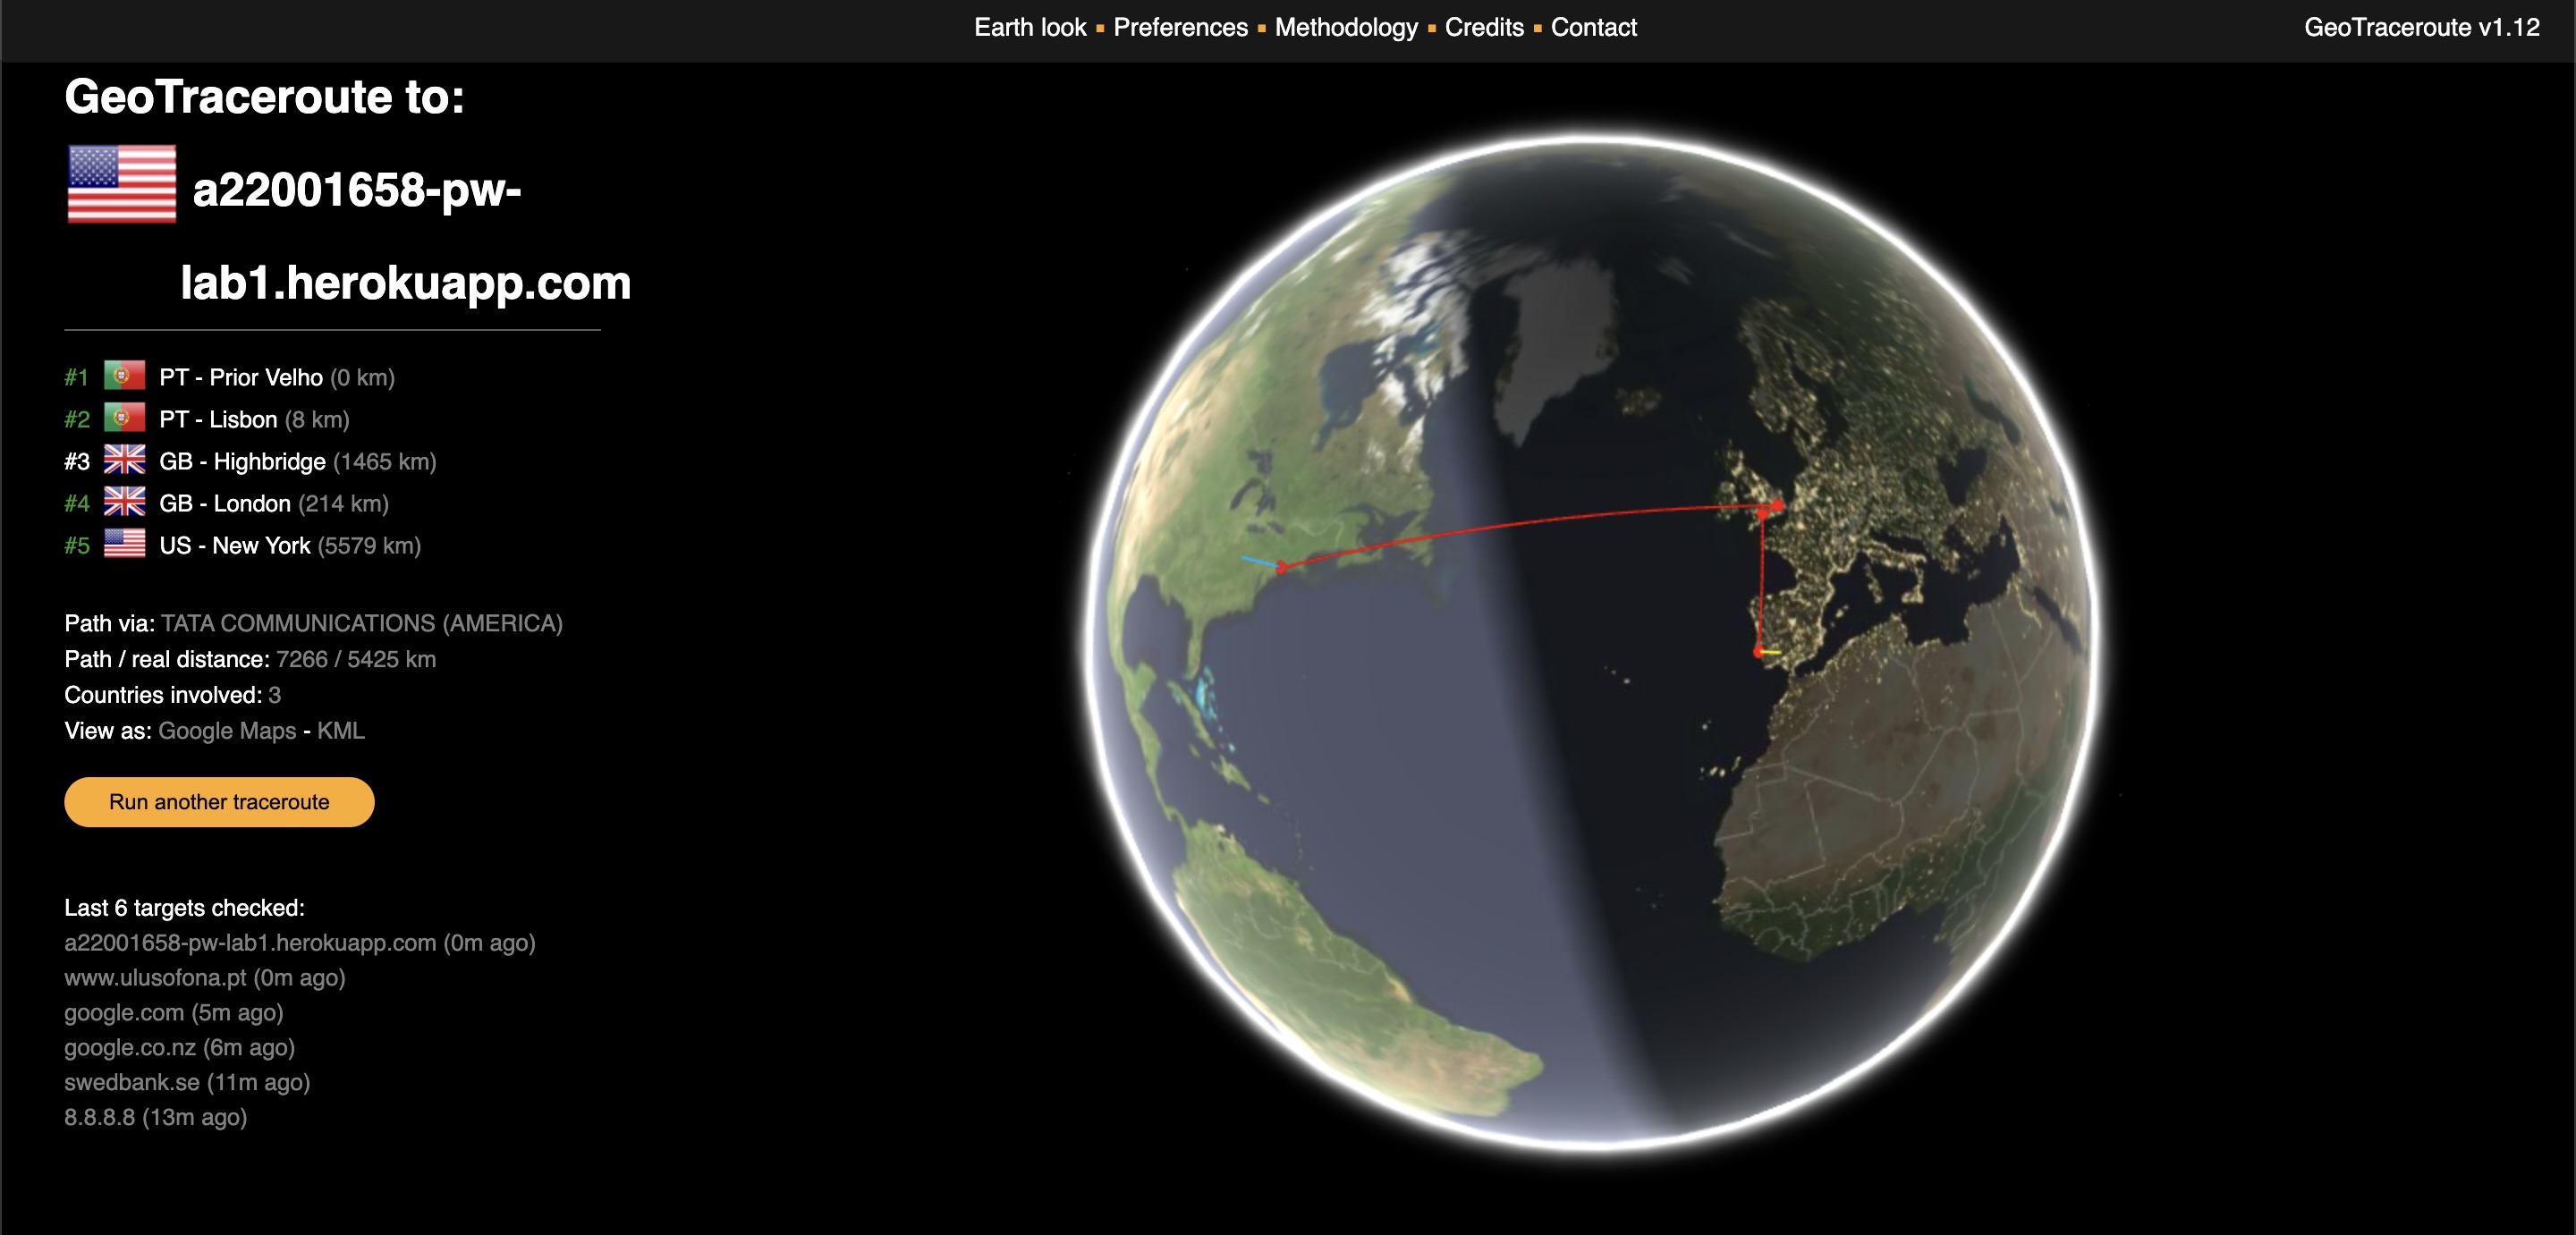 Earth look ▪ Preferences ▪ Methodology ▪ Credits ▪ Contact
GeoTraceroute v1.12
GeoTraceroute to:
a22001658-pw-
lab1.herokuapp.com
#1 PT - Prior Velho (0 km)
#2 PT - Lisbon (8 km)
#3 GB - Highbridge (1465 km)
#4 GB - London (214 km)
#5 US - New York (5579 km)
Path via: TATA COMMUNICATIONS (AMERICA)
Path / real distance: 7266 / 5425 km
Countries involved: 3
View as: Google Maps - KML
Run another traceroute
Last 6 targets checked:
a22001658-pw-lab1.herokuapp.com (0m ago)
www.ulusofona.pt (0m ago)
google.com (5m ago)
google.co.nz (6m ago)
swedbank.se (11m ago)
8.8.8.8 (13m ago)